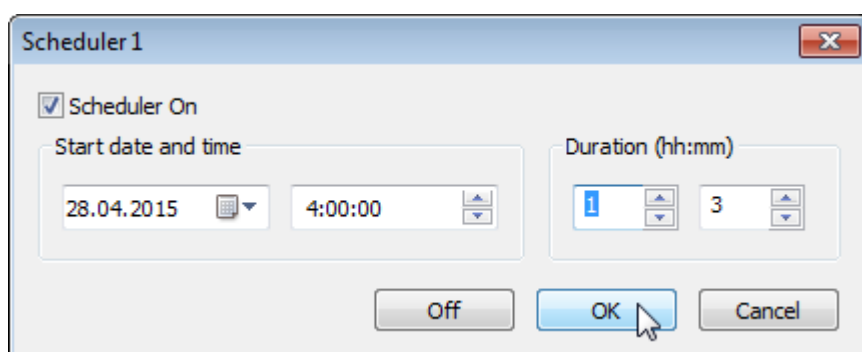 Scheduler 1
Scheduler On
Start date and time
Duration (hh:mm)
28.04.2015 4:00:00 1 3
Off OK Cancel